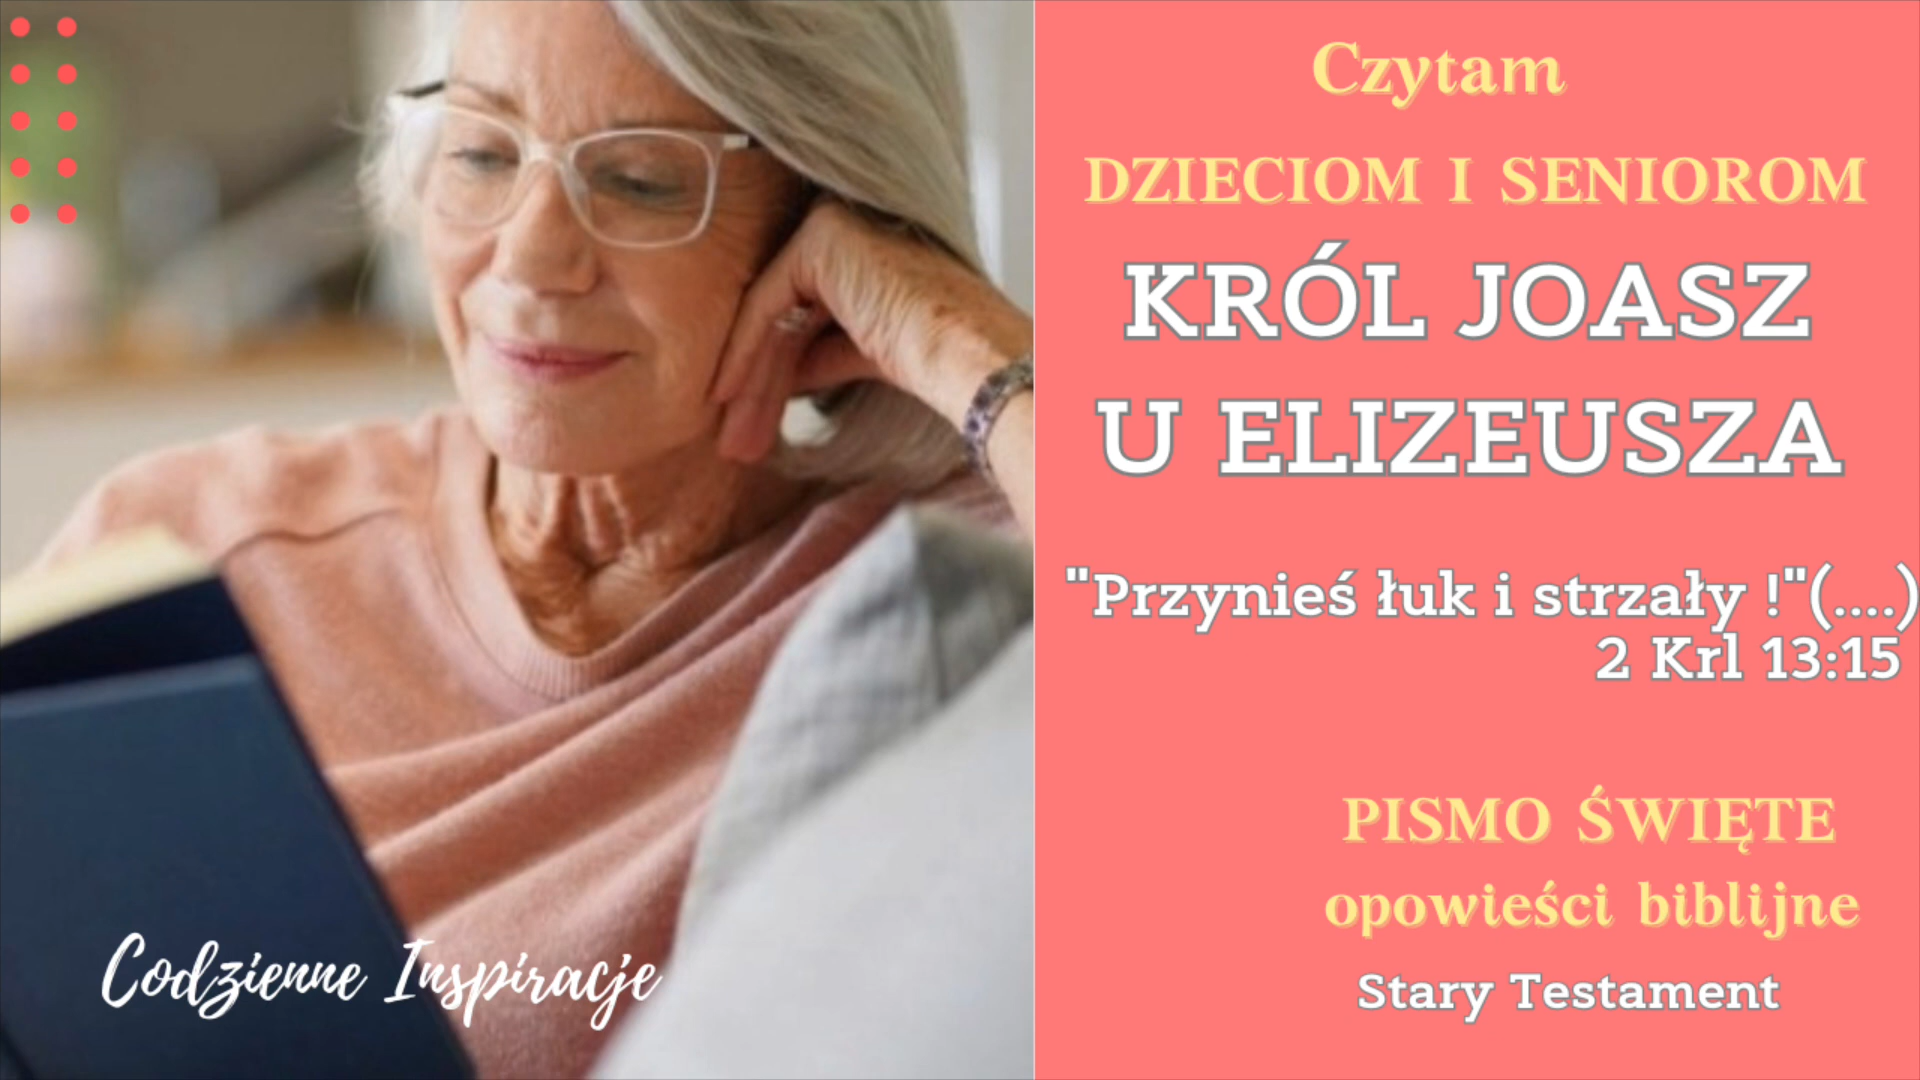 Czytam
DZIECIOM I SENIOROM
KRÓL JOASZ
U ELIZEUSZA
"Przynieś łuk i strzały !"(....)
2 Krl 13:15
PISMO ŚWIĘTE
opowieści biblijne
Stary Testament
Codzienne Inspiracje